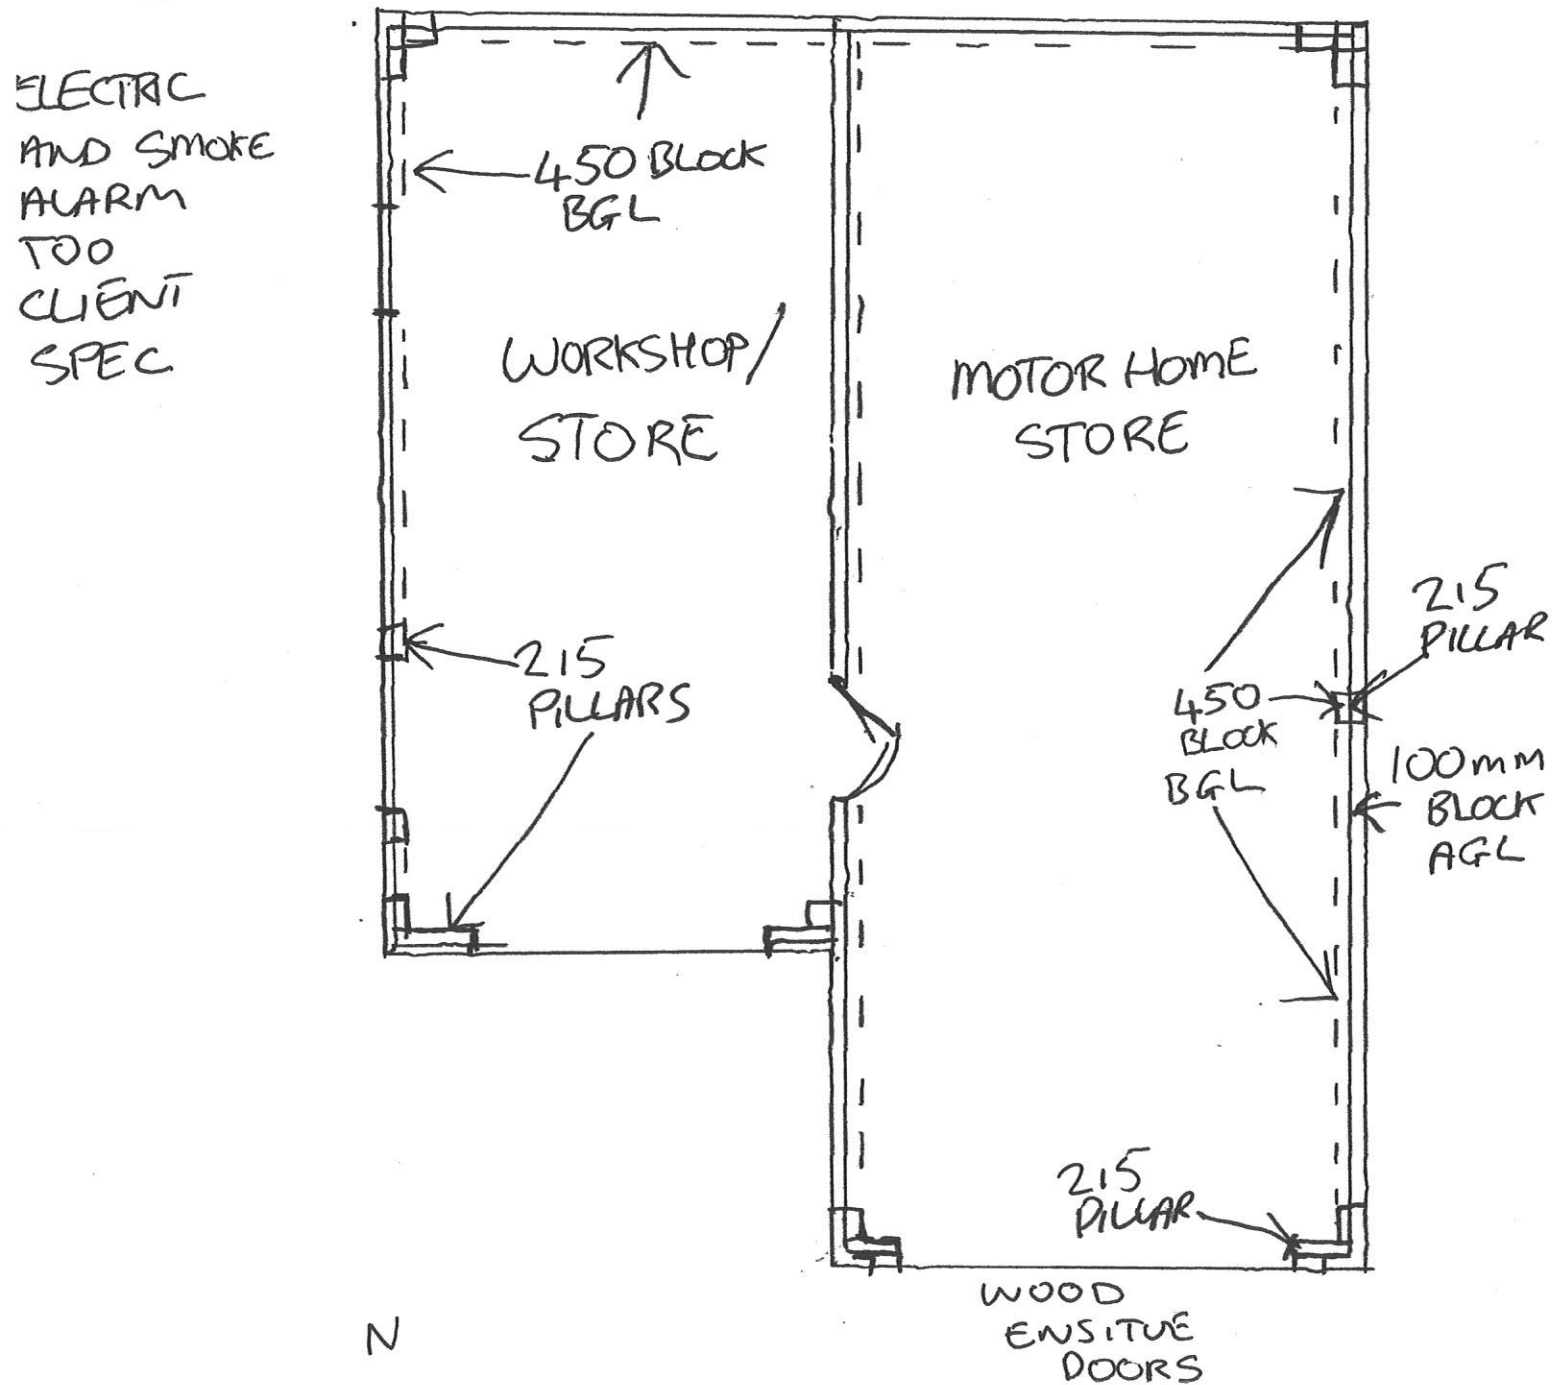 ELECTRIC
AND SMOKE
ALARM
TOO
CLIENT
SPEC
450 BLOCK
BGL
WORKSHOP/
STORE
MOTOR HOME
STORE
215
PILLARS
215
PILLAR
450
BLOCK
BGL
100mm
BLOCK
AGL
215
PILLAR
WOOD
ENSITUE
DOORS
N